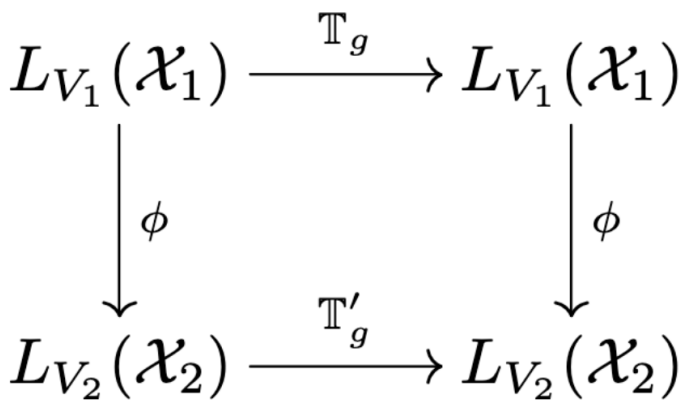 𝕋_g
L_{V_1}(𝒳_1) ⟶ L_{V_1}(𝒳_1)
ϕ ϕ
𝕋′_g
L_{V_2}(𝒳_2) ⟶ L_{V_2}(𝒳_2)